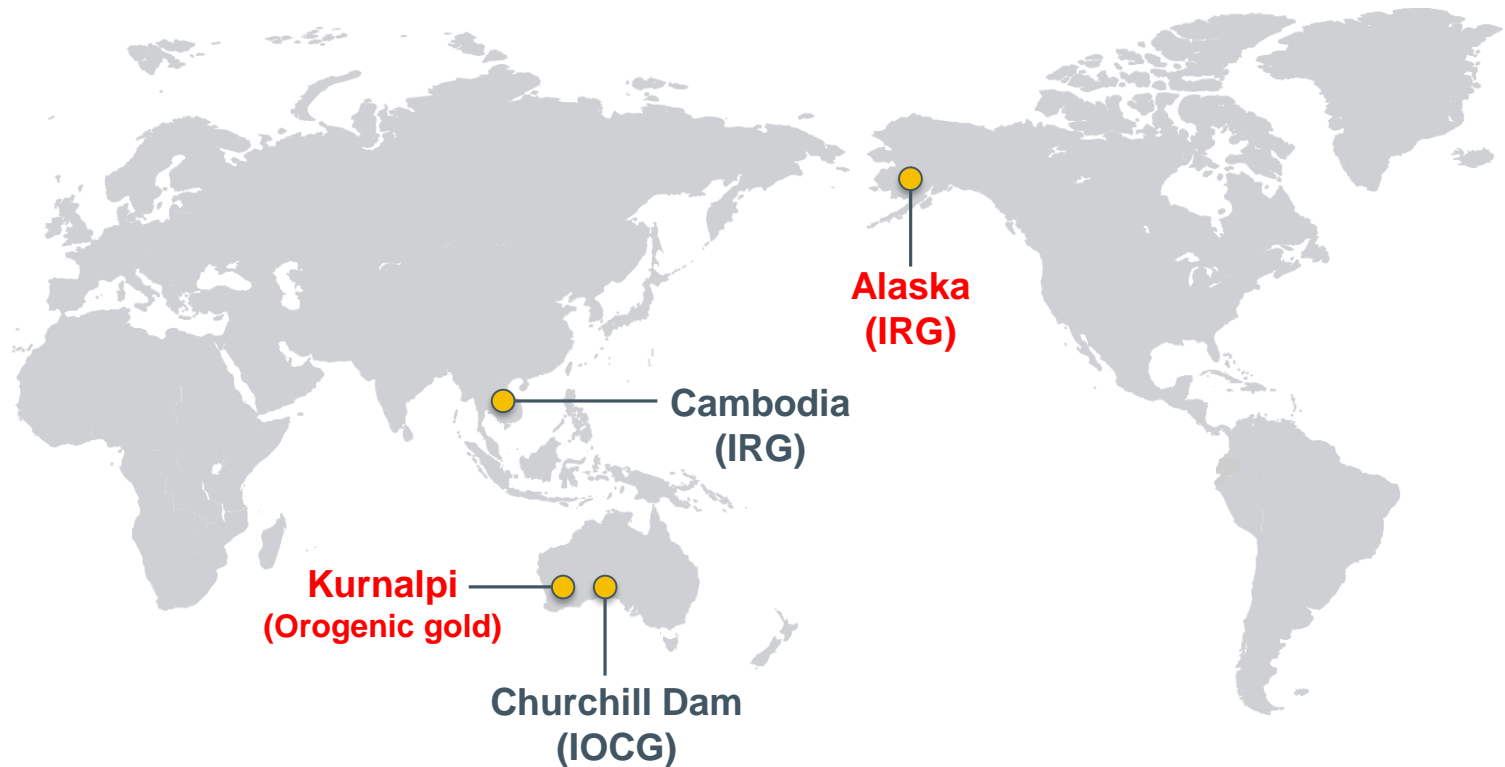 Alaska
(IRG)
Cambodia
(IRG)
Kurnalpi
(Orogenic gold)
Churchill Dam
(IOCG)